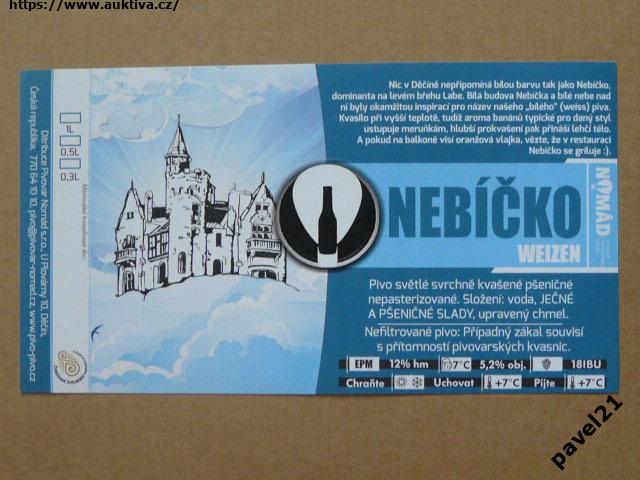 https://www.auktiva.cz/
Nic v Děčíně nepřipomíná bílou barvu tak jako Nebíčko,
dominanta na levém břehu Labe. Bílá budova Nebíčka a bílé nebe nad
ní byly okamžitou inspirací pro název našeho „bílého" (weiss) piva.
Kvasilo při vyšší teplotě, tudíž aroma banánů typické pro daný styl
ustupuje meruňkám, hlubší prokvašení pak přináší lehčí tělo.
A pokud na balkoně visí oranžová vlajka, vězte, že v restauraci
Nebíčko se griluje :).
NEBÍČKO
WEIZEN
NOMÁD
Pivo světlé svrchně kvašené pšeničné
nepasterizované. Složení: voda, JEČNÉ
A PŠENIČNÉ SLADY, upravený chmel.
Nefiltrované pivo: Případný zákal souvisí
s přítomností pivovarských kvasnic.
EPM 12% hm 7°C 5,2% obj. 18IBU
Chraňte Uchovat +7°C Pijte +7°C
1L
0,5L
0,3L
Minimální trvanlivost do:
Ditribuce Pivovar Nomád s.r.o., U Plovárny 10, Děčín,
Česká republika, 770 64 10 10, pivo@pivovar-nomad.cz, www.pivo-piva.cz
pavel21